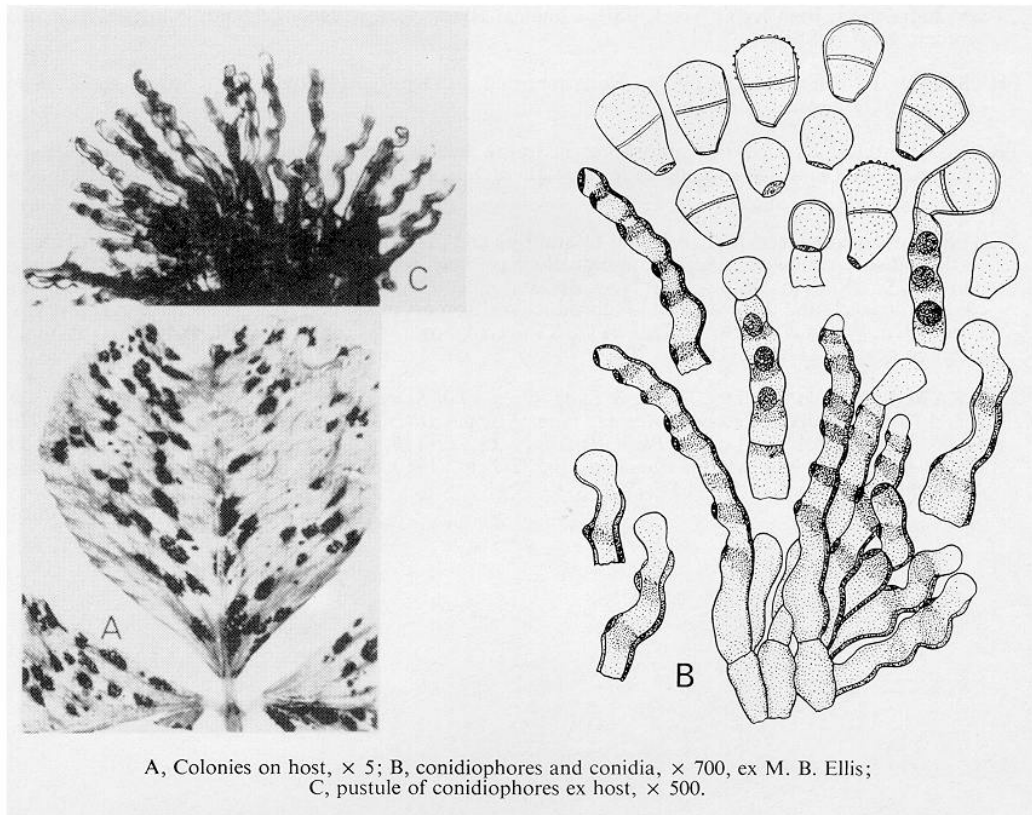 C
A
B
A, Colonies on host, × 5; B, conidiophores and conidia, × 700, ex M. B. Ellis;
C, pustule of conidiophores ex host, × 500.